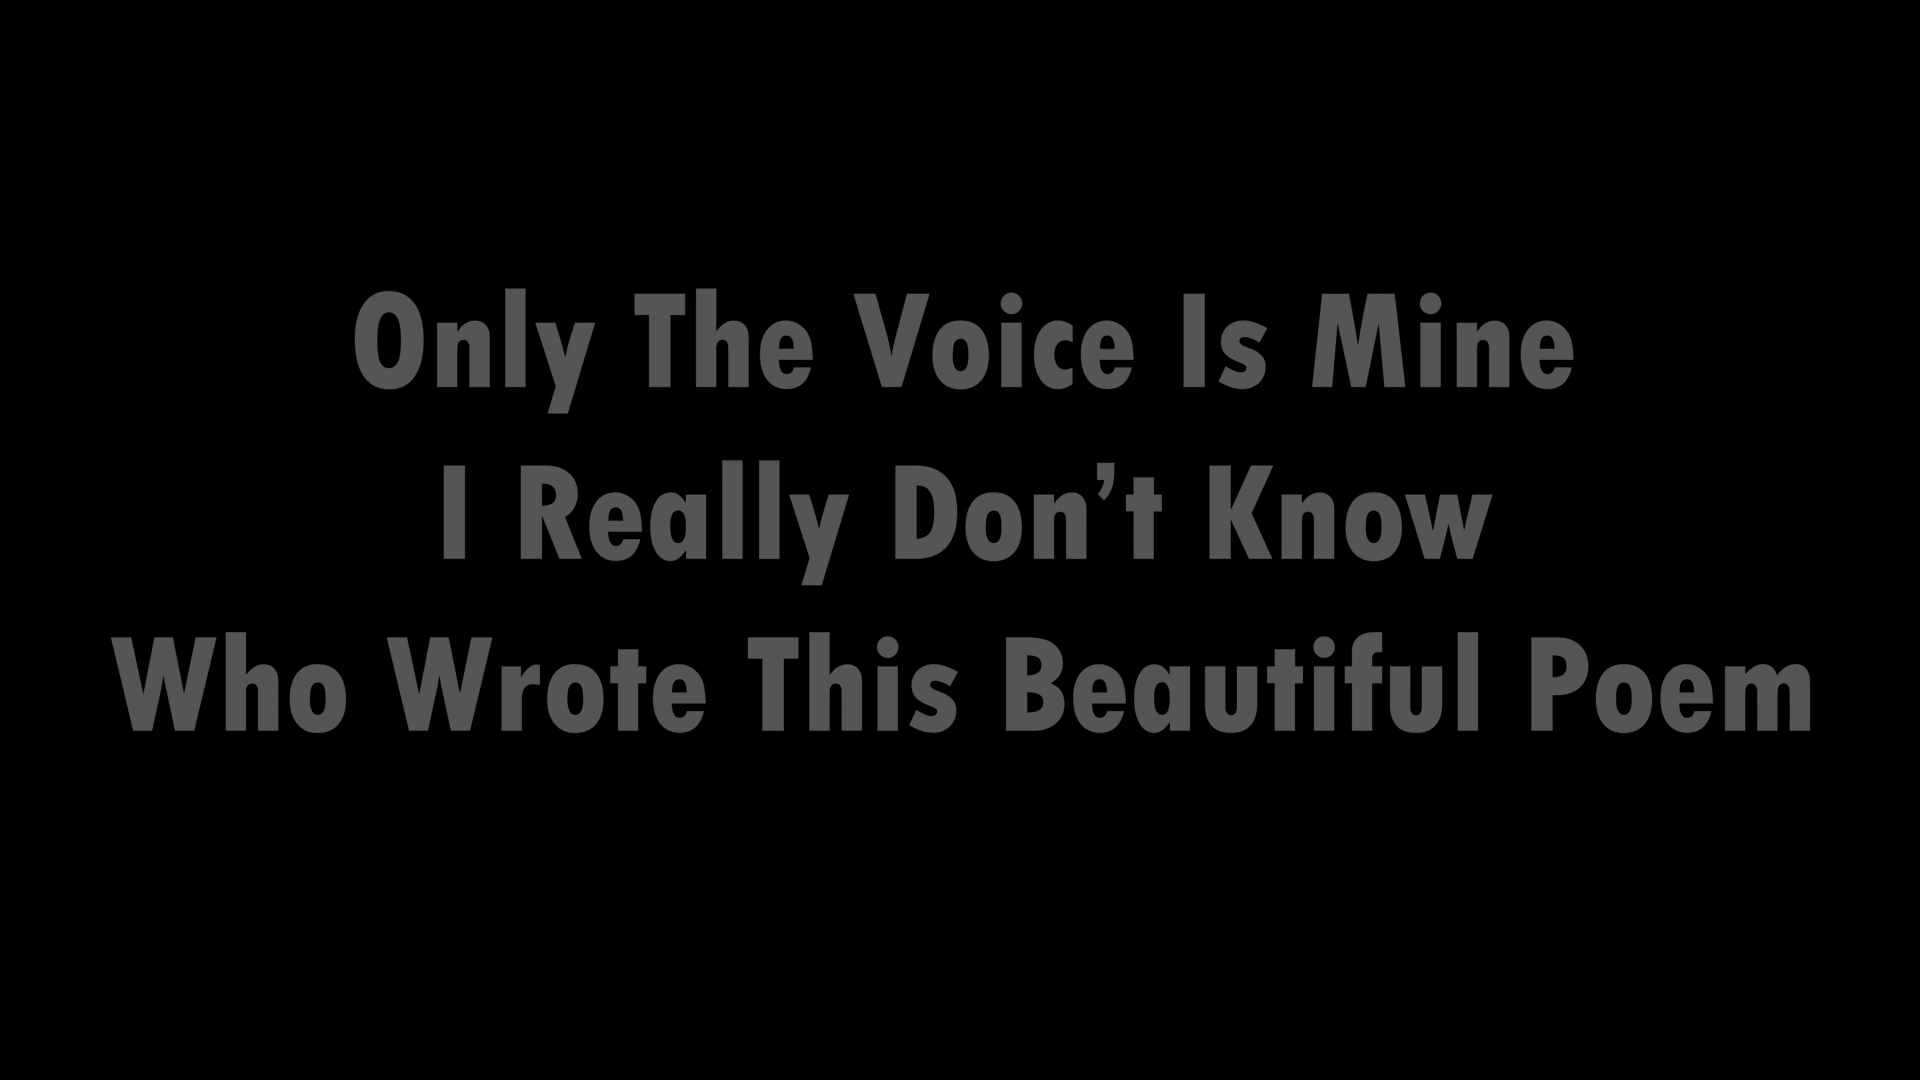 Only The Voice Is Mine
I Really Don’t Know
Who Wrote This Beautiful Poem